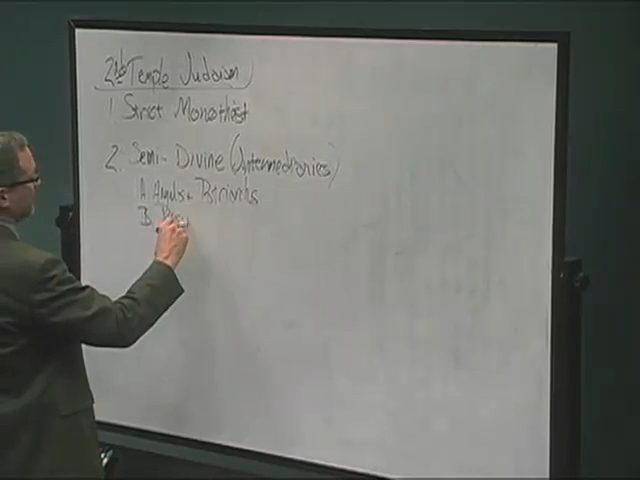 2nd Temple Judaism
1. Strict Monotheist
2. Semi-Divine (Intermediaries)
A. Angels + Patriarchs
B.